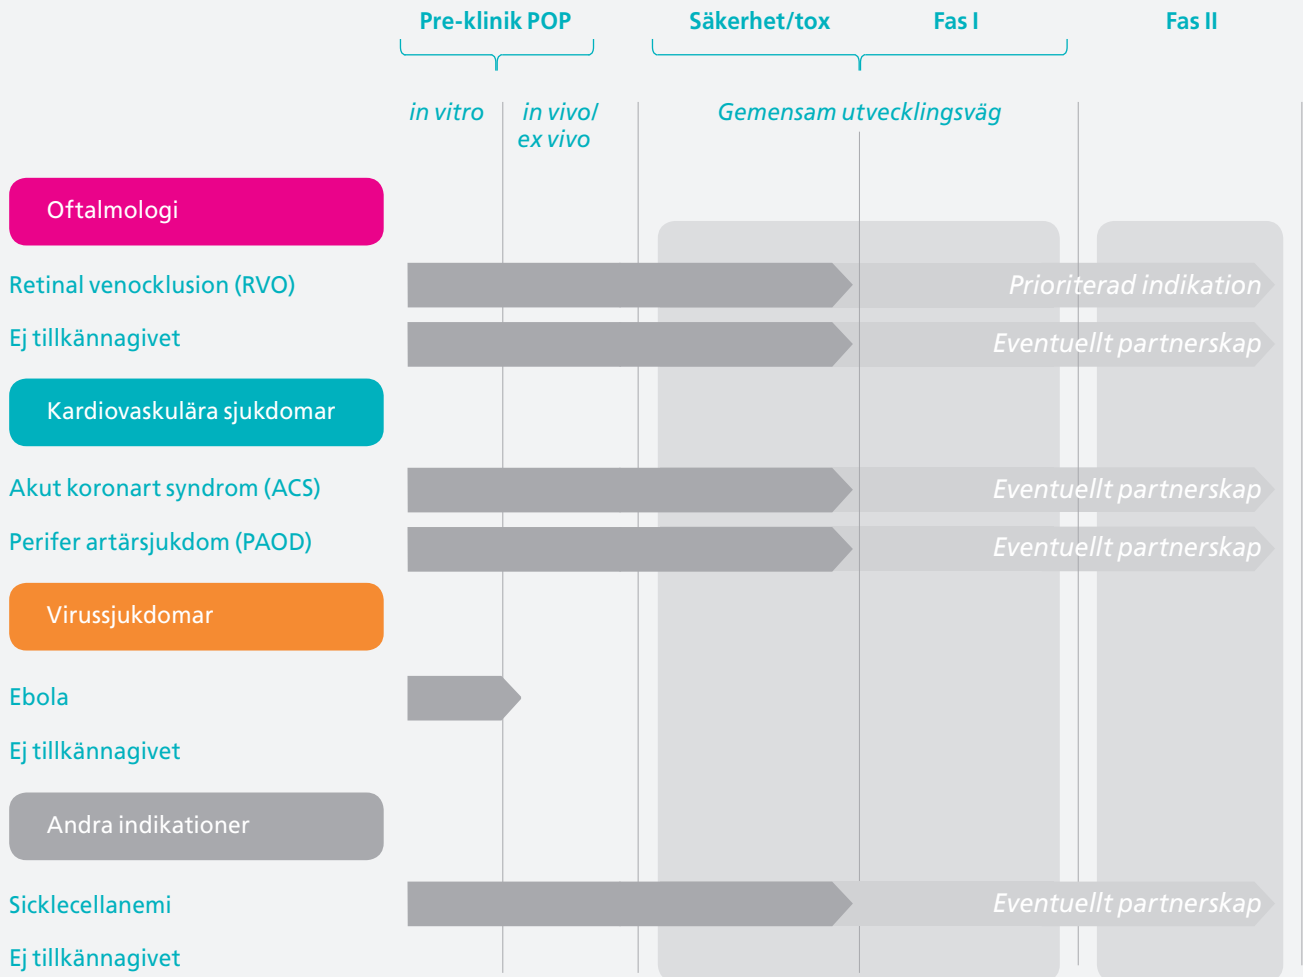 Pre-klinik POP
Säkerhet/tox
Fas I
Fas II
in vitro
in vivo/
ex vivo
Gemensam utvecklingsväg
Oftalmologi
Retinal venocklusion (RVO)
Prioriterad indikation
Ej tillkännagivet
Eventuellt partnerskap
Kardiovaskulära sjukdomar
Akut koronart syndrom (ACS)
Eventuellt partnerskap
Perifer artärsjukdom (PAOD)
Eventuellt partnerskap
Virussjukdomar
Ebola
Ej tillkännagivet
Andra indikationer
Sicklecellanemi
Eventuellt partnerskap
Ej tillkännagivet